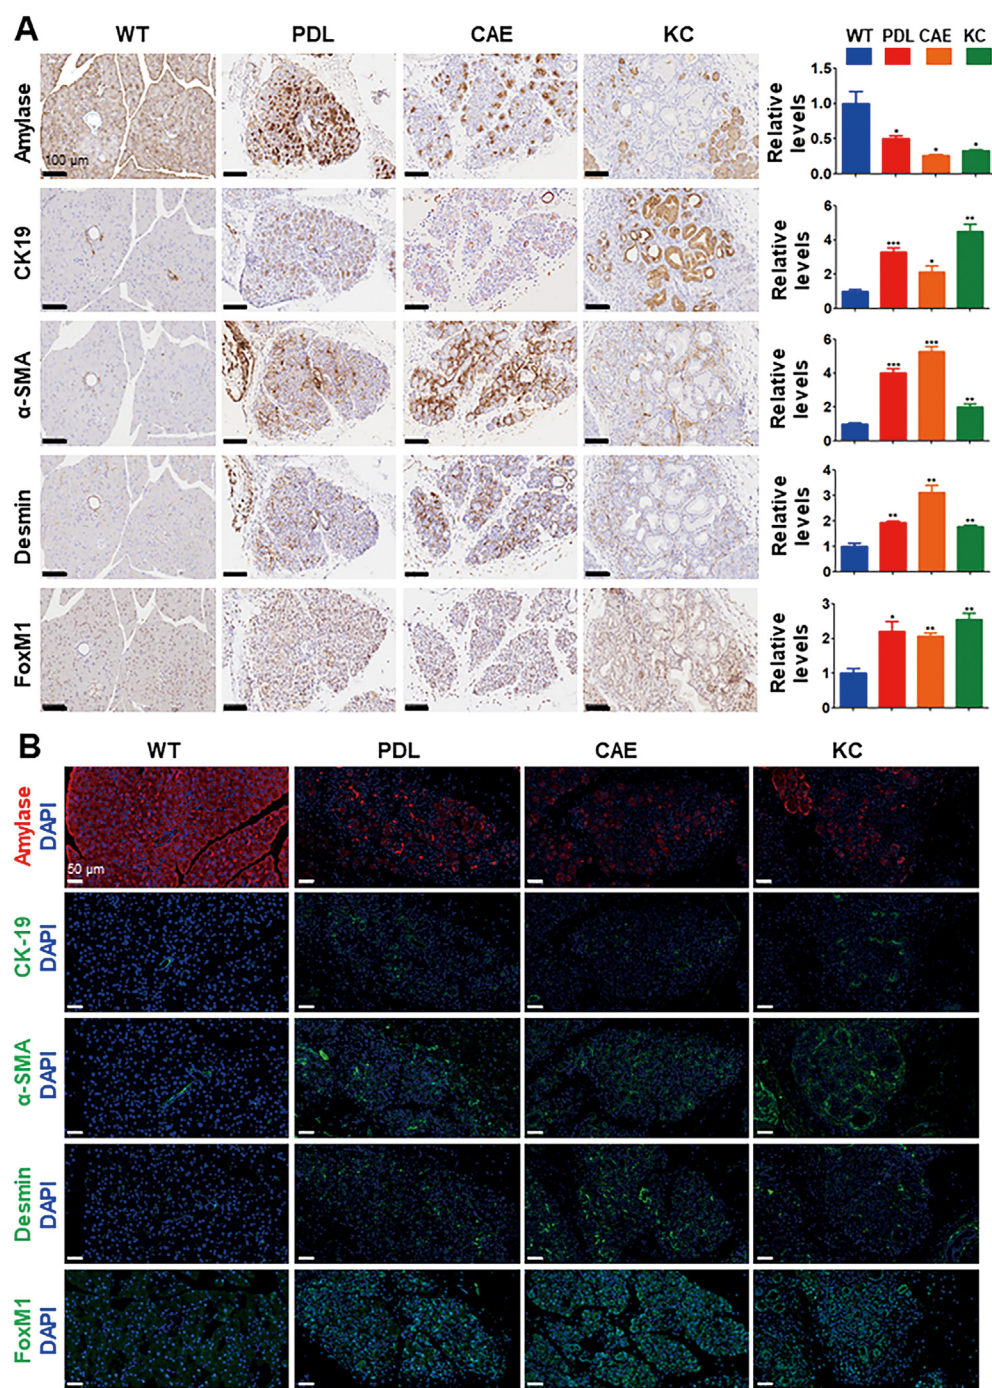 A
WT PDL CAE KC
WT PDL CAE KC
Amylase
100 μm
Relative levels
1.5
1.0
0.5
0.0
* * *
CK19
Relative levels
6
4
2
0
*** * **
α-SMA
Relative levels
6
4
2
0
*** *** **
Desmin
Relative levels
4
3
2
1
0
** ** **
FoxM1
Relative levels
3
2
1
0
* ** **
B
WT PDL CAE KC
Amylase
DAPI
50 μm
CK-19
DAPI
α-SMA
DAPI
Desmin
DAPI
FoxM1
DAPI